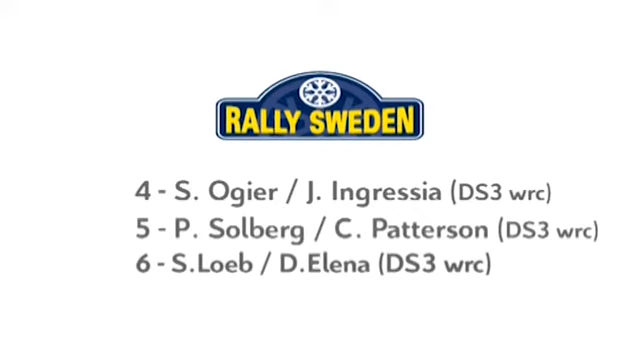 RALLY SWEDEN
4 - S. Ogier / J. Ingressia (DS3 wrc)
5 - P. Solberg / C. Patterson (DS3 wrc)
6 - S.Loeb / D.Elena (DS3 wrc)